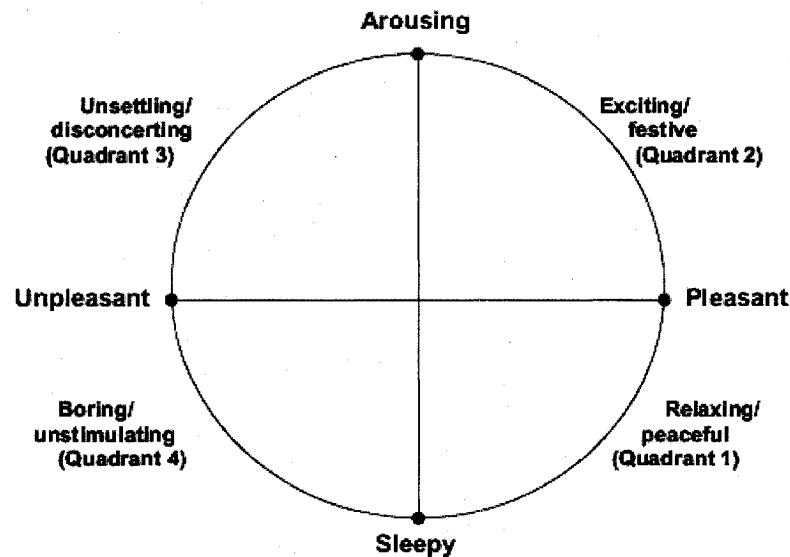 Arousing
Unsettling/
disconcerting
(Quadrant 3)
Exciting/
festive
(Quadrant 2)
Unpleasant
Pleasant
Boring/
unstimulating
(Quadrant 4)
Relaxing/
peaceful
(Quadrant 1)
Sleepy